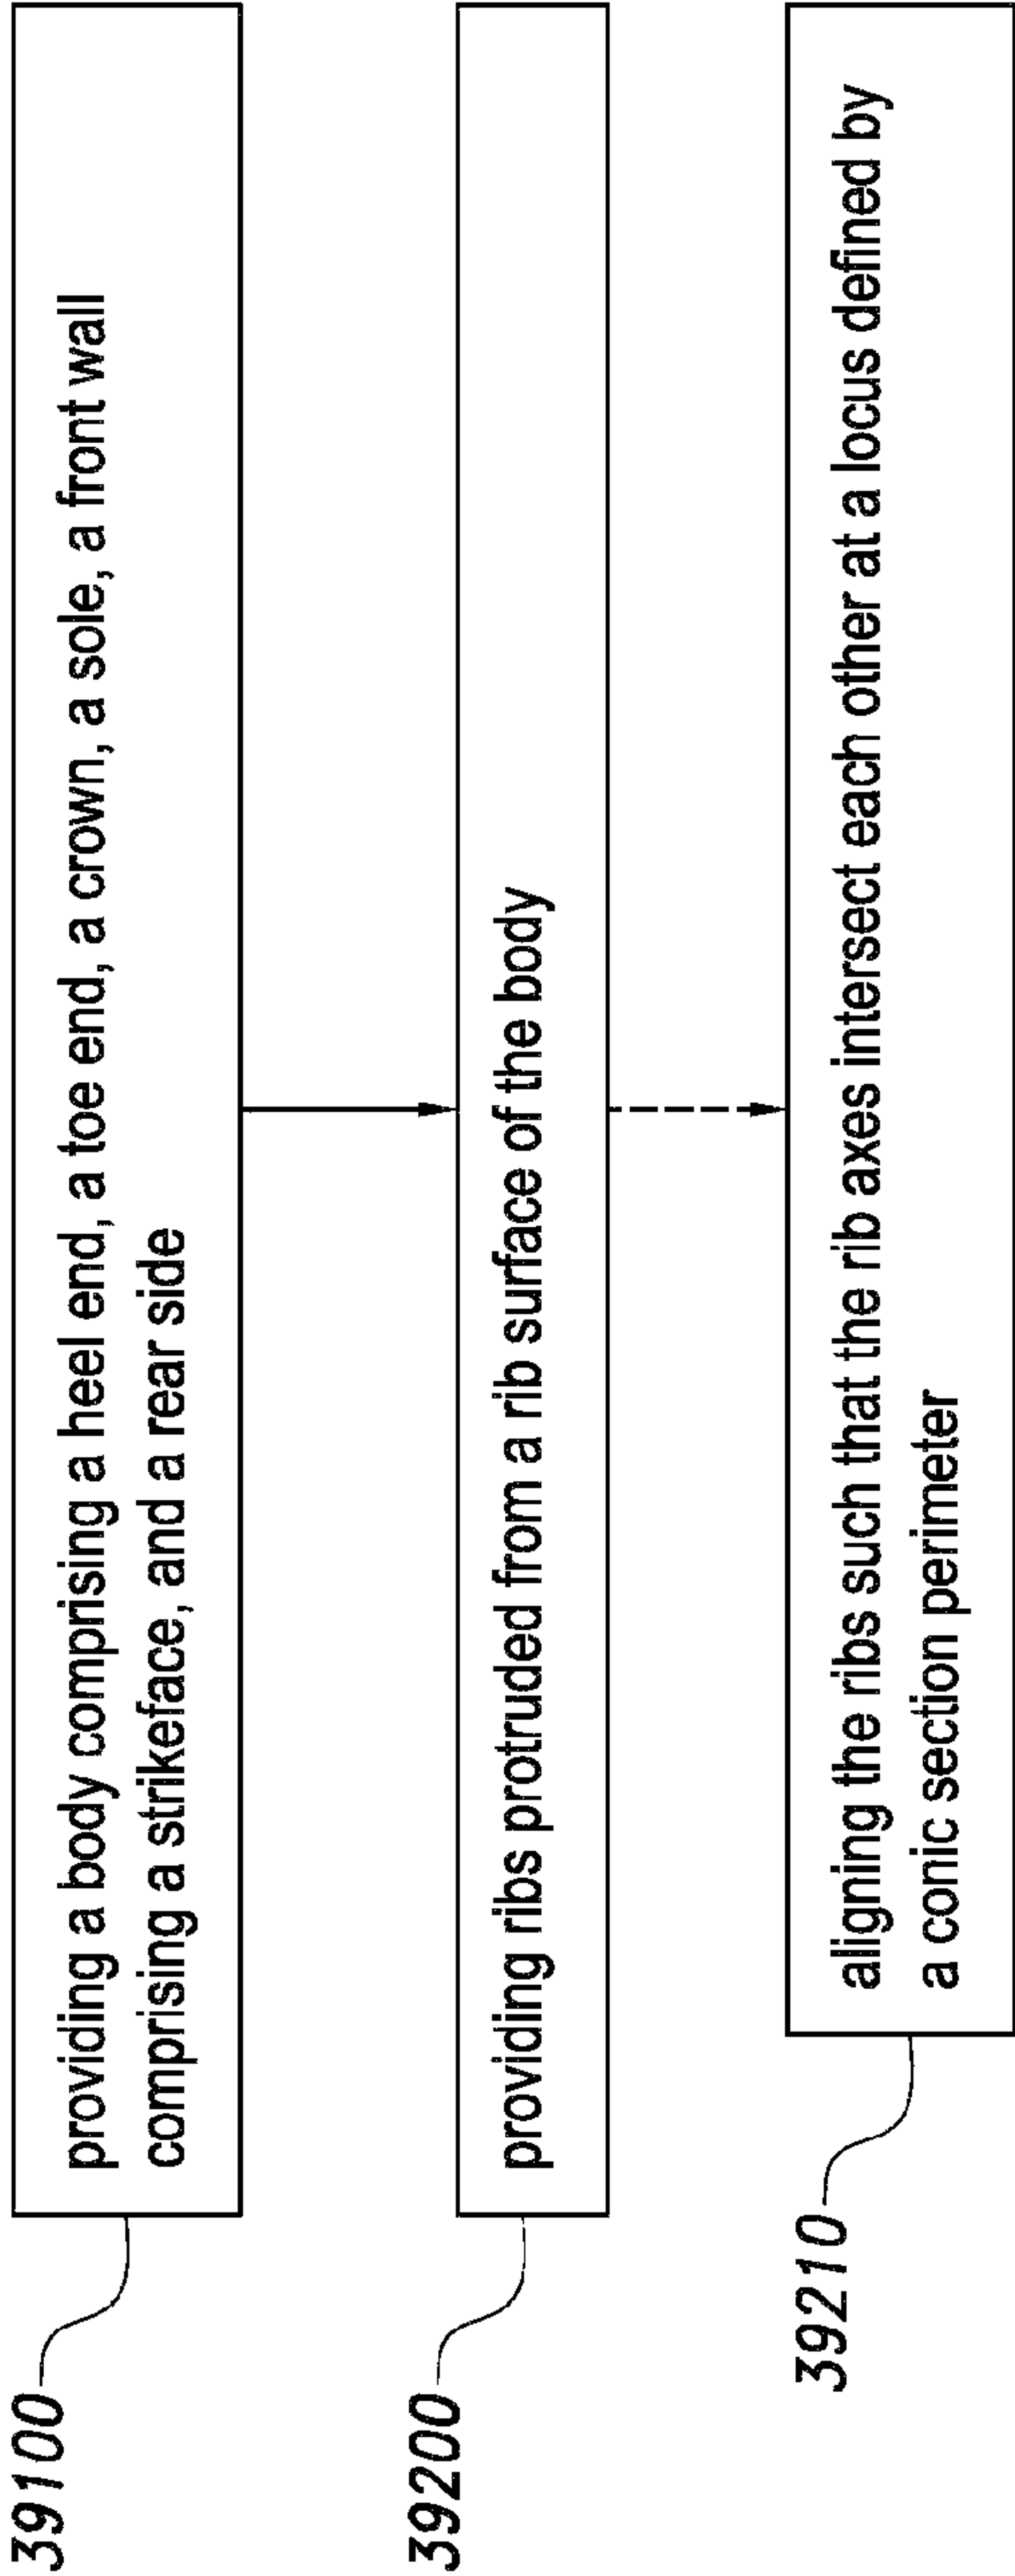 39100
providing a body comprising a heel end, a toe end, a crown, a sole, a front wall
comprising a strikeface, and a rear side
39200
providing ribs protruded from a rib surface of the body
39210
aligning the ribs such that the rib axes intersect each other at a locus defined by
a conic section perimeter